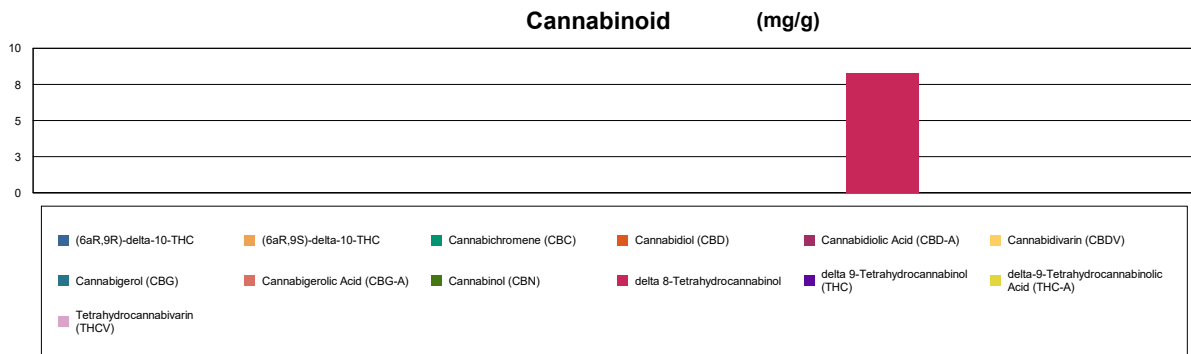 Cannabinoid (mg/g)
10
8
5
3
0
(6aR,9R)-delta-10-THC
(6aR,9S)-delta-10-THC
Cannabichromene (CBC)
Cannabidiol (CBD)
Cannabidiolic Acid (CBD-A)
Cannabidivarin (CBDV)
Cannabigerol (CBG)
Cannabigerolic Acid (CBG-A)
Cannabinol (CBN)
delta 8-Tetrahydrocannabinol
delta 9-Tetrahydrocannabinol
(THC)
delta-9-Tetrahydrocannabinolic
Acid (THC-A)
Tetrahydrocannabivarin
(THCV)